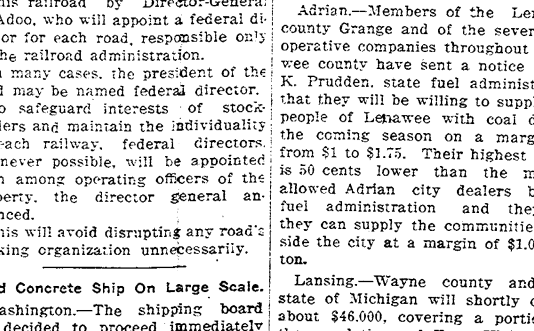 his railroad by Director-General
Adoo, who will appoint a federal di-
or for each road, responsible only
he railroad administration.
many cases, the president of the
may be named federal director.
safeguard interests of stock-
ers and maintain the individuality
each railway, federal directors,
never possible, will be appointed
among operating officers of the
perty, the director general an-
nced.
his will avoid disrupting any road's
king organization unnecessarily.
Concrete Ship On Large Scale.
ashington.—The shipping board
decided to proceed immediately
Adrian.—Members of the Len
county Grange and of the sever
operative companies throughout
wee county have sent a notice
K. Prudden, state fuel administ
that they will be willing to suppl
people of Lenawee with coal d
the coming season on a marg
from $1 to $1.75. Their highest
is 50 cents lower than the m
allowed Adrian city dealers b
fuel administration and they
they can supply the communities
side the city at a margin of $1.0
ton.
Lansing.—Wayne county and
state of Michigan will shortly
about $46,000, covering a porti